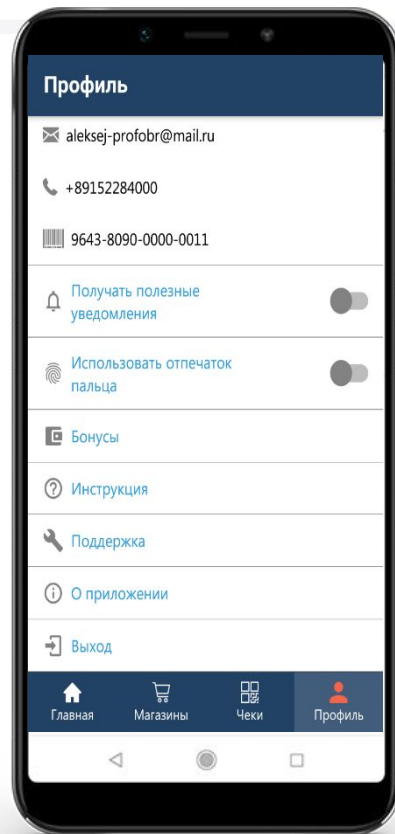 Профиль
aleksej-profobr@mail.ru
+89152284000
9643-8090-0000-0011
Получать полезные
уведомления
Использовать отпечаток
пальца
Бонусы
Инструкция
Поддержка
О приложении
Выход
Главная Магазины Чеки Профиль